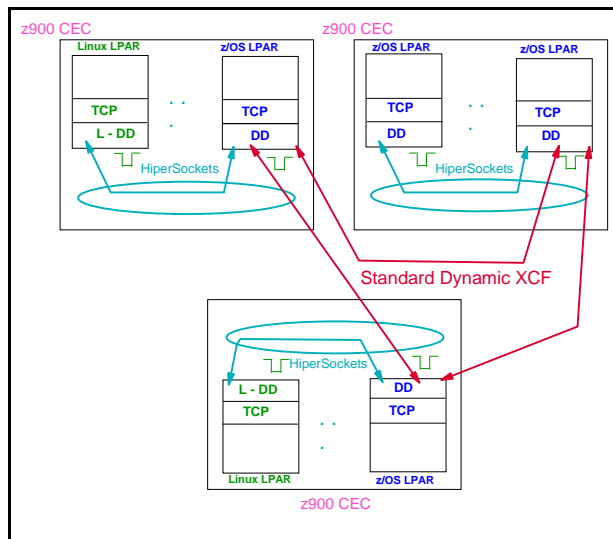 z900 CEC
Linux LPAR
z/OS LPAR
TCP
TCP
L - DD
DD
HiperSockets
z900 CEC
z/OS LPAR
z/OS LPAR
TCP
TCP
DD
DD
HiperSockets
Standard Dynamic XCF
HiperSockets
L - DD
DD
TCP
TCP
Linux LPAR
z/OS LPAR
z900 CEC